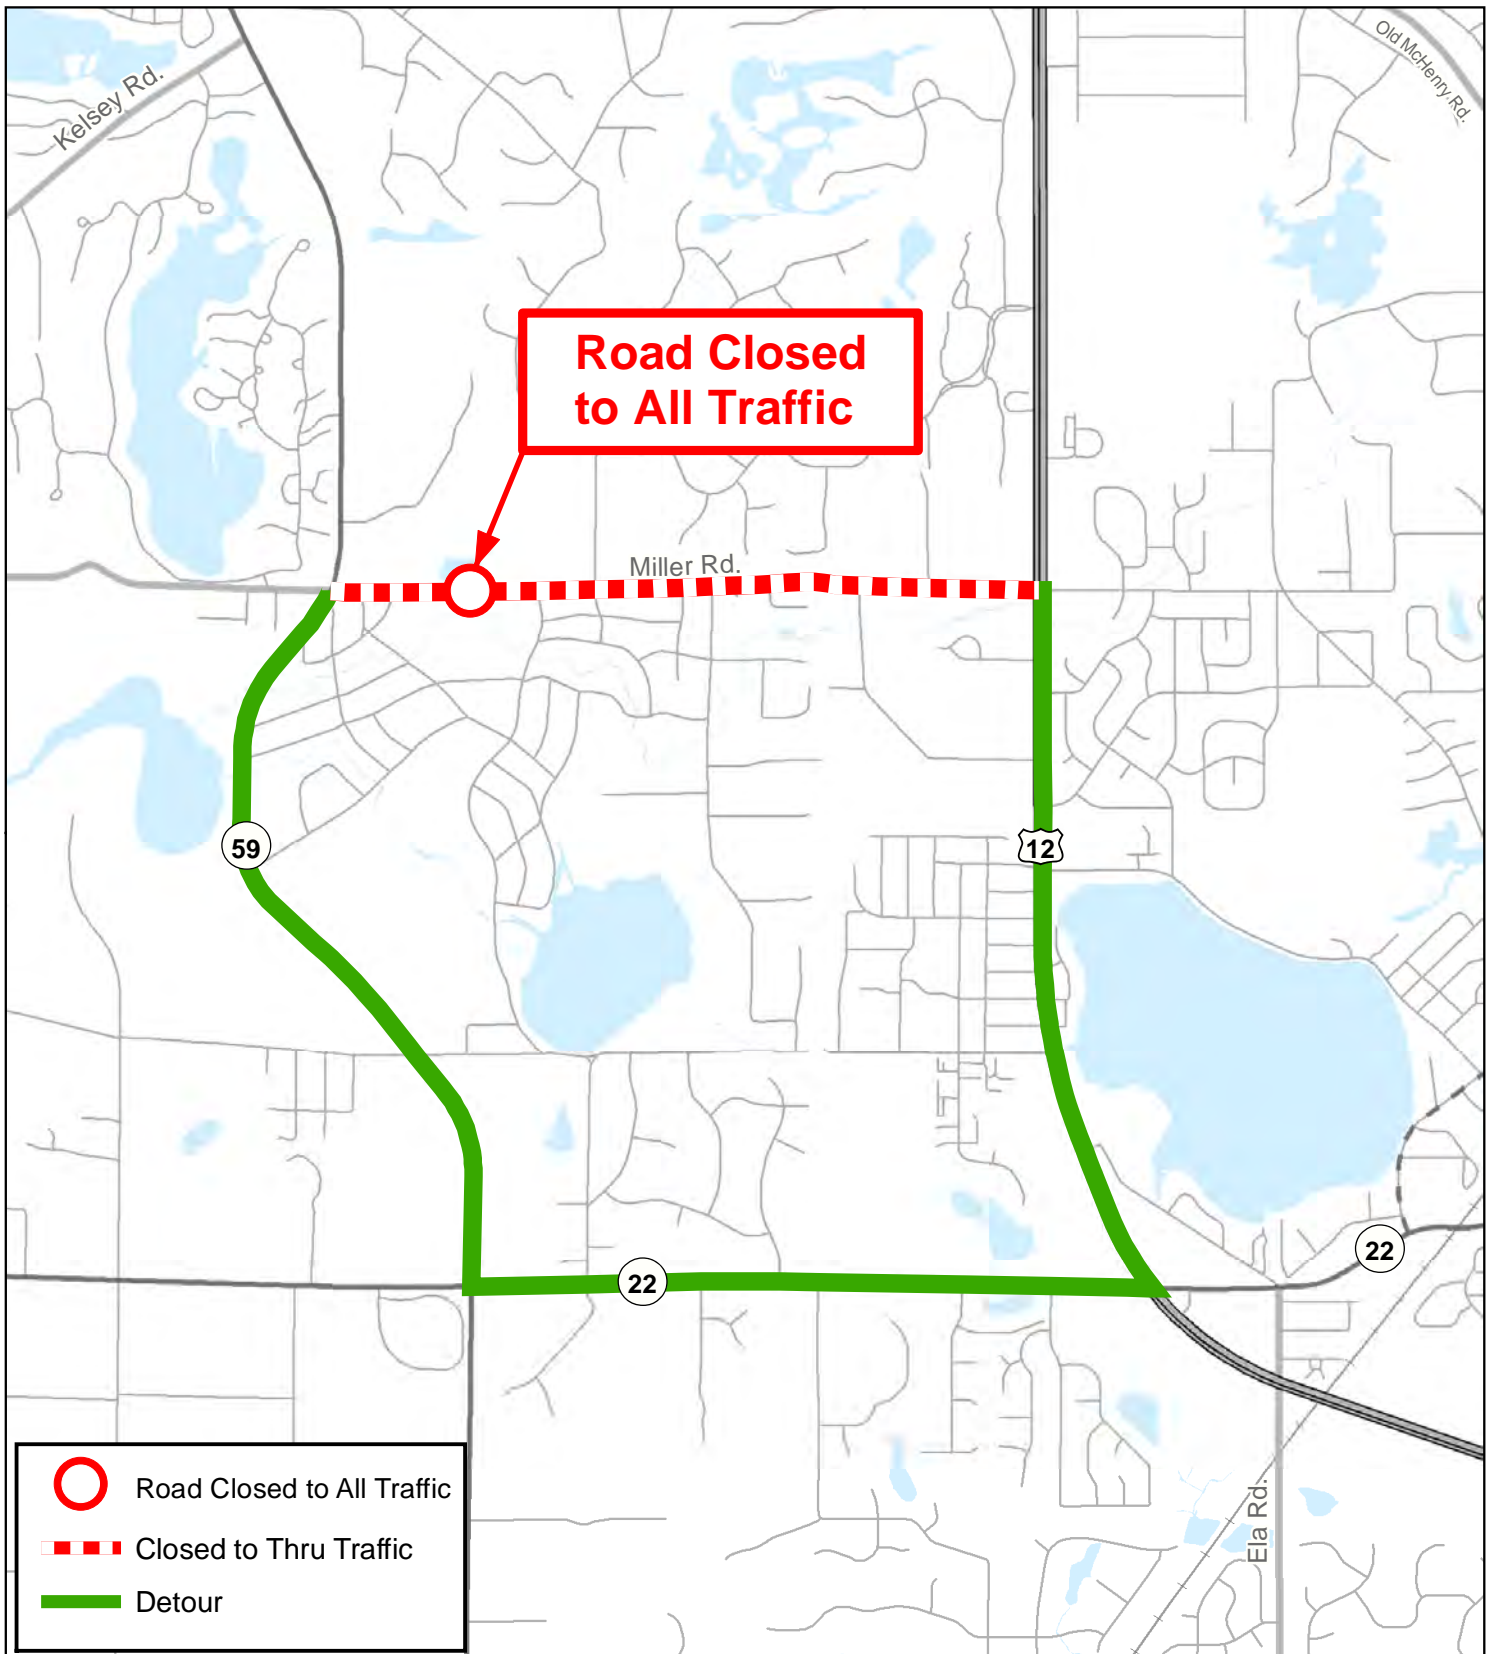 Kelsey Rd.
Old McHenry Rd.
Road Closed
to All Traffic
Miller Rd.
59
12
22
22
Ela Rd.
Road Closed to All Traffic
Closed to Thru Traffic
Detour